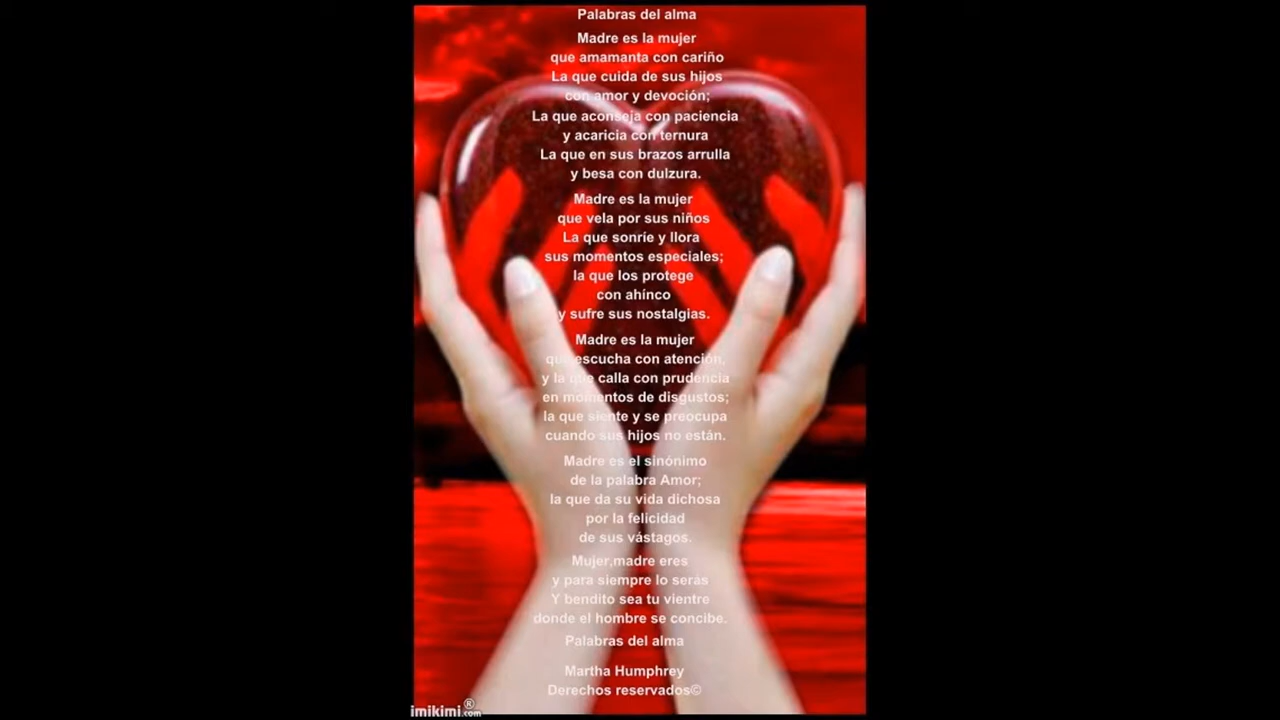 Palabras del alma
Madre es la mujer
que amamanta con cariño
La que cuida de sus hijos
con amor y devoción;
La que aconseja con paciencia
y acaricia con ternura
La que en sus brazos arrulla
y besa con dulzura.
Madre es la mujer
que vela por sus niños
La que sonríe y llora
sus momentos especiales;
la que los protege
con ahínco
y sufre sus nostalgias.
Madre es la mujer
que escucha con atención,
y la que calla con prudencia
en momentos de disgustos;
la que siente y se preocupa
cuando sus hijos no están.
Madre es el sinónimo
de la palabra Amor;
la que da su vida dichosa
por la felicidad
de sus vástagos.
Mujer,madre eres
y para siempre lo serás
Y bendito sea tu vientre
donde el hombre se concibe.
Palabras del alma
Martha Humphrey
Derechos reservados©
imikimi.com®